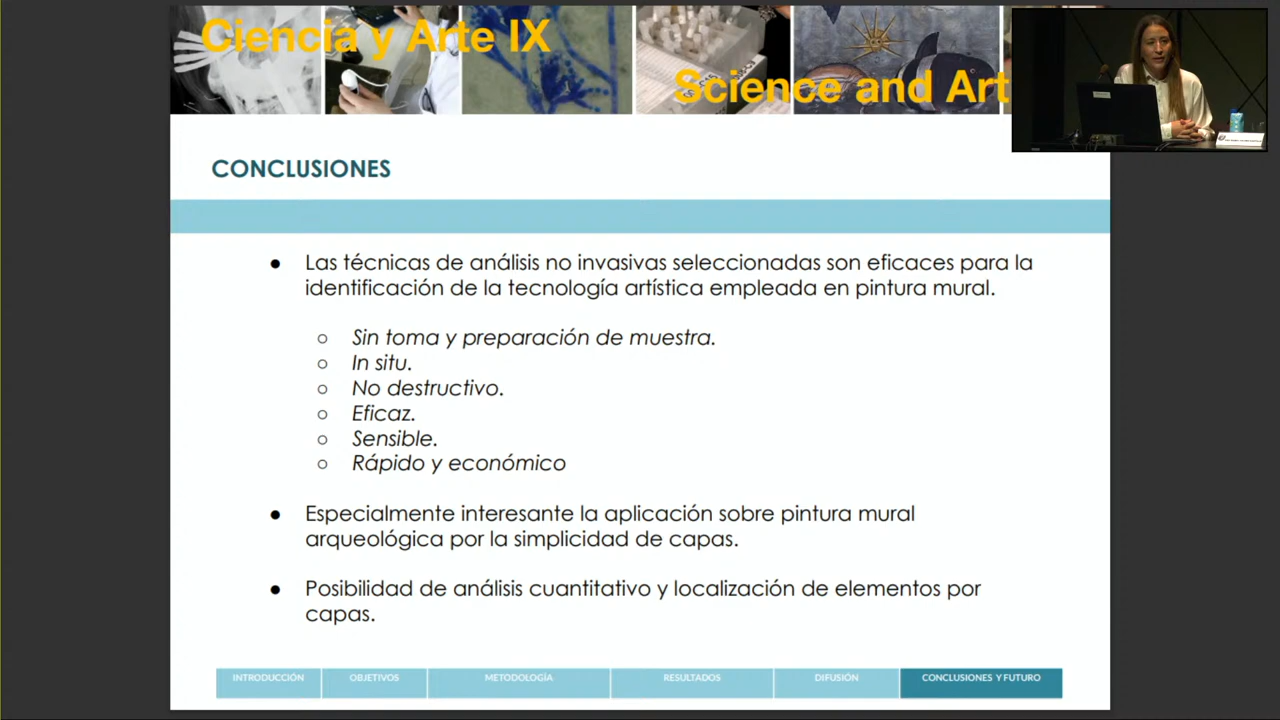 Ciencia y Arte IX
Science and Art
CONCLUSIONES
● Las técnicas de análisis no invasivas seleccionadas son eficaces para la
identificación de la tecnología artística empleada en pintura mural.
○ Sin toma y preparación de muestra.
○ In situ.
○ No destructivo.
○ Eficaz.
○ Sensible.
○ Rápido y económico
● Especialmente interesante la aplicación sobre pintura mural
arqueológica por la simplicidad de capas.
● Posibilidad de análisis cuantitativo y localización de elementos por
capas.
INTRODUCCIÓN OBJETIVOS METODOLOGÍA RESULTADOS DIFUSIÓN CONCLUSIONES Y FUTURO